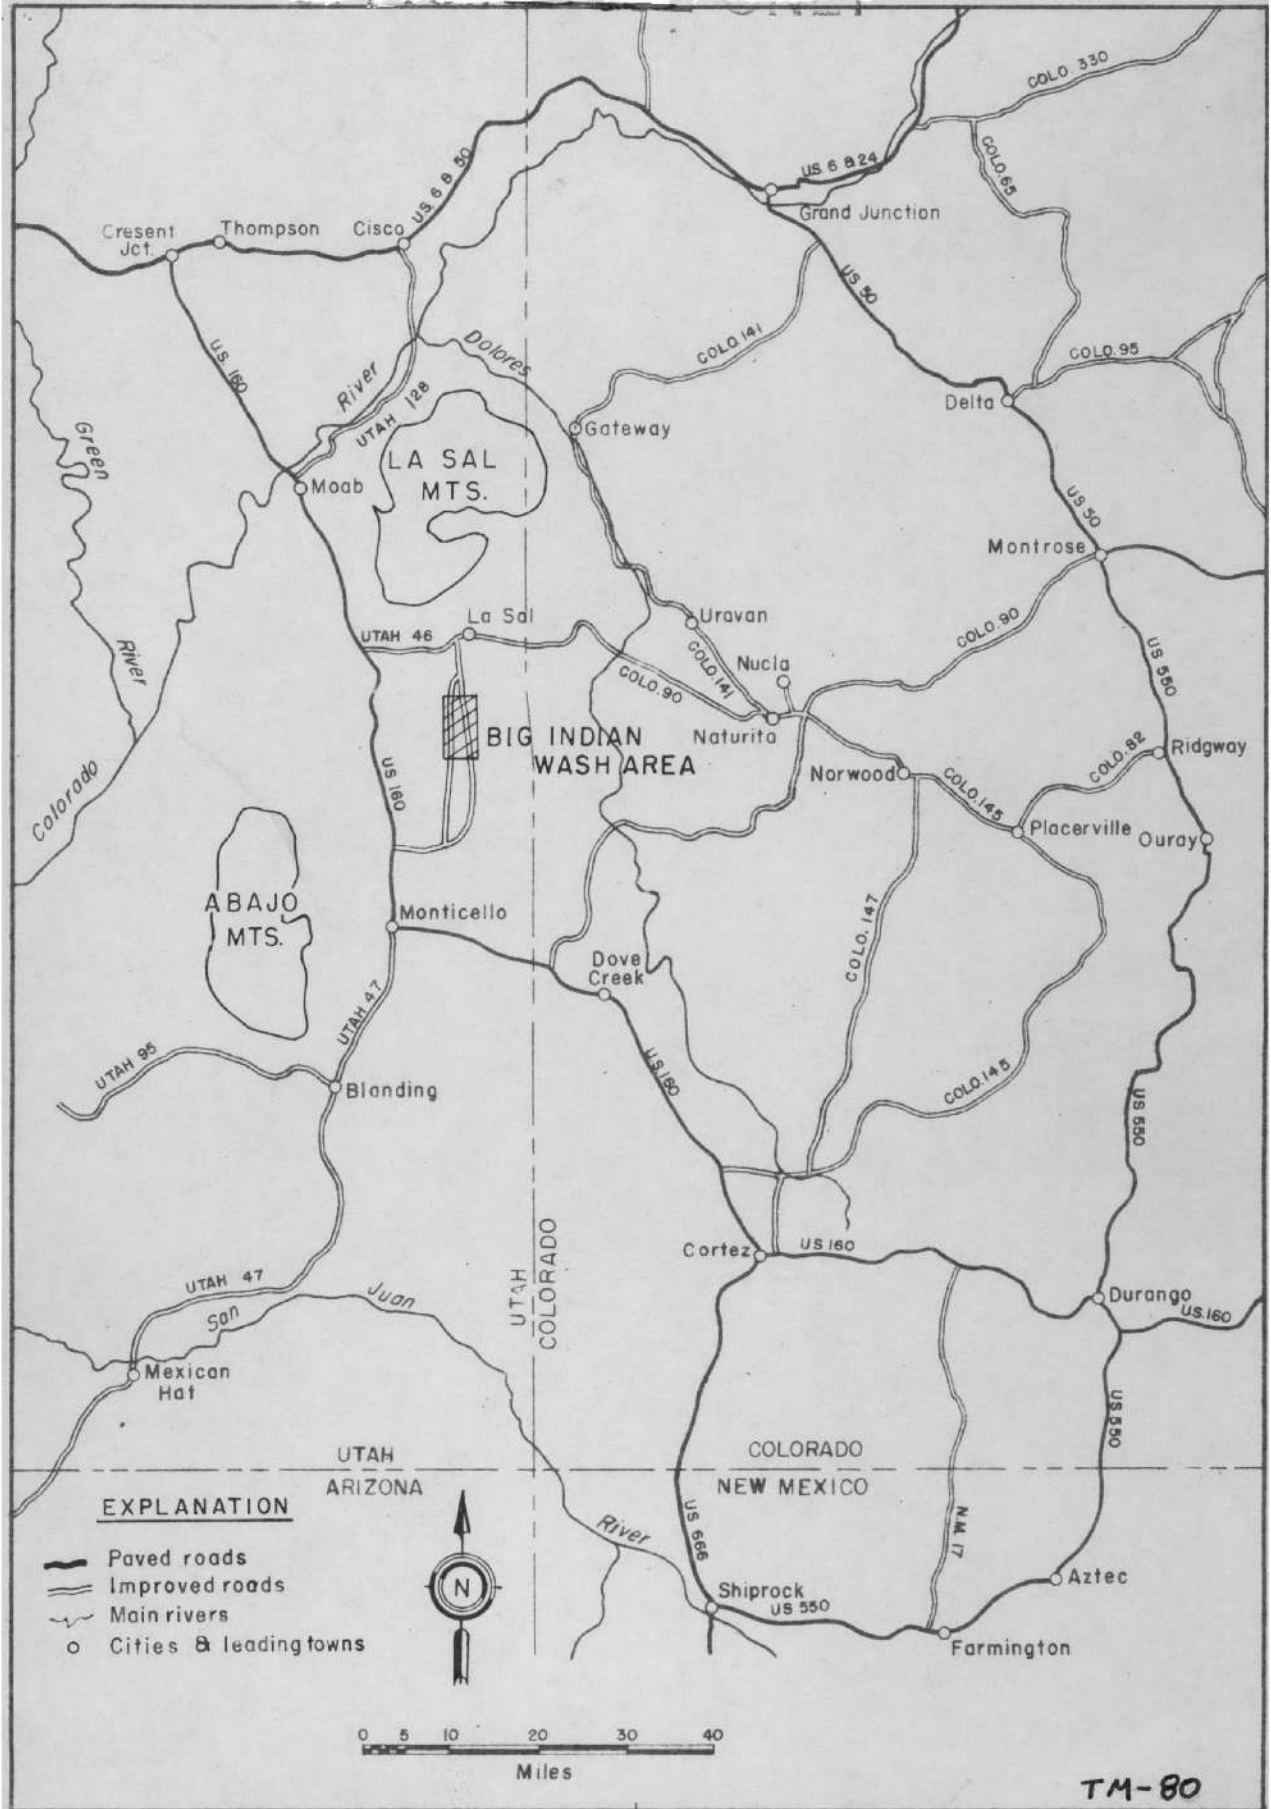 COLO. 330
U.S. 6 & 24
COLO. 65
Grand Junction
U.S. 6 & 50
Cresent
Jct.
Thompson
Cisco
US 50
U.S. 160
River
Dolores
COLO. 141
COLO. 95
UTAH 128
Delta
Green
Gateway
LA SAL
MTS.
Moab
US 50
Montrose
River
UTAH 46
La Sal
Uravan
COLO. 90
US 550
Nucla
COLO. 141
COLO. 90
Naturita
BIG INDIAN
WASH AREA
Colorado
US 160
Norwood
COLO. 82
Ridgway
COLO. 145
Placerville
Ouray
ABAJO
MTS.
Monticello
COLO. 147
Dove
Creek
UTAH 47
UTAH 95
Blanding
U.S. 160
COLO. 145
US 550
UTAH
COLORADO
Cortez
US 160
UTAH 47
San
Juan
Durango
U.S. 160
Mexican
Hat
US 550
UTAH
ARIZONA
COLORADO
NEW MEXICO
EXPLANATION
Paved roads
Improved roads
Main rivers
Cities & leading towns
N
River
US 666
N.M. 17
Shiprock
US 550
Aztec
Farmington
0 5 10 20 30 40
Miles
TM-80